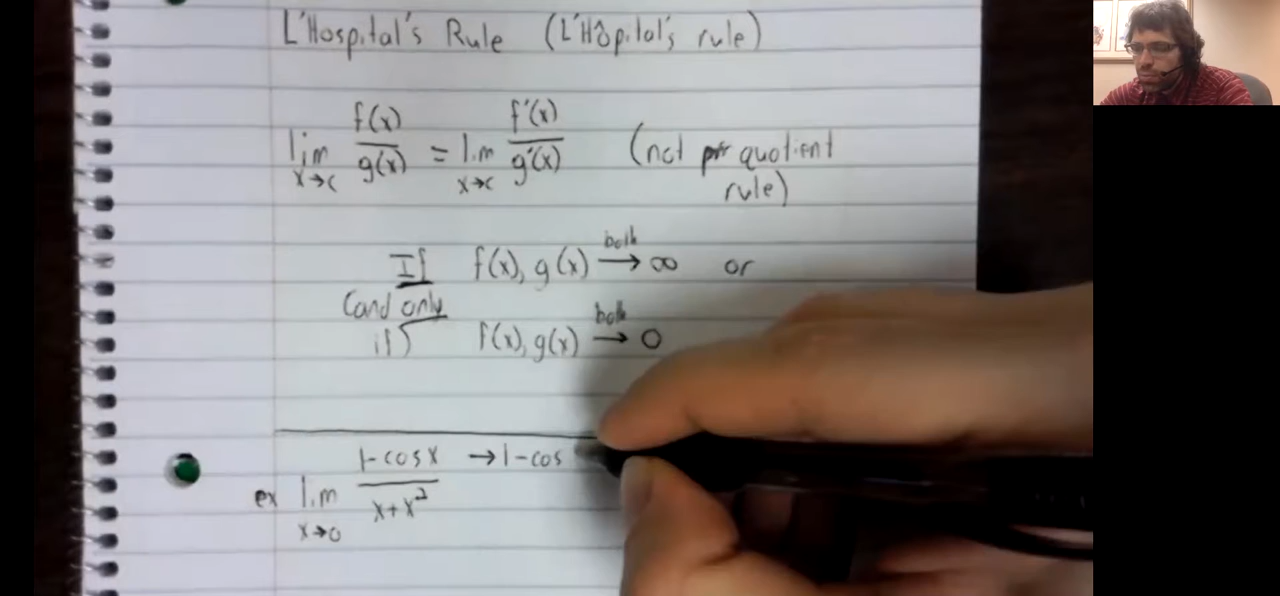 L'Hospital's Rule (L'Hôpital's rule)
lim x→c f(x)/g(x) = lim x→c f'(x)/g'(x) (not quotient
rule)
If f(x), g(x) both → ∞ or
(and only
if) f(x), g(x) both → 0
ex lim x→0 (1-cosx)/(x+x²) → 1-cos